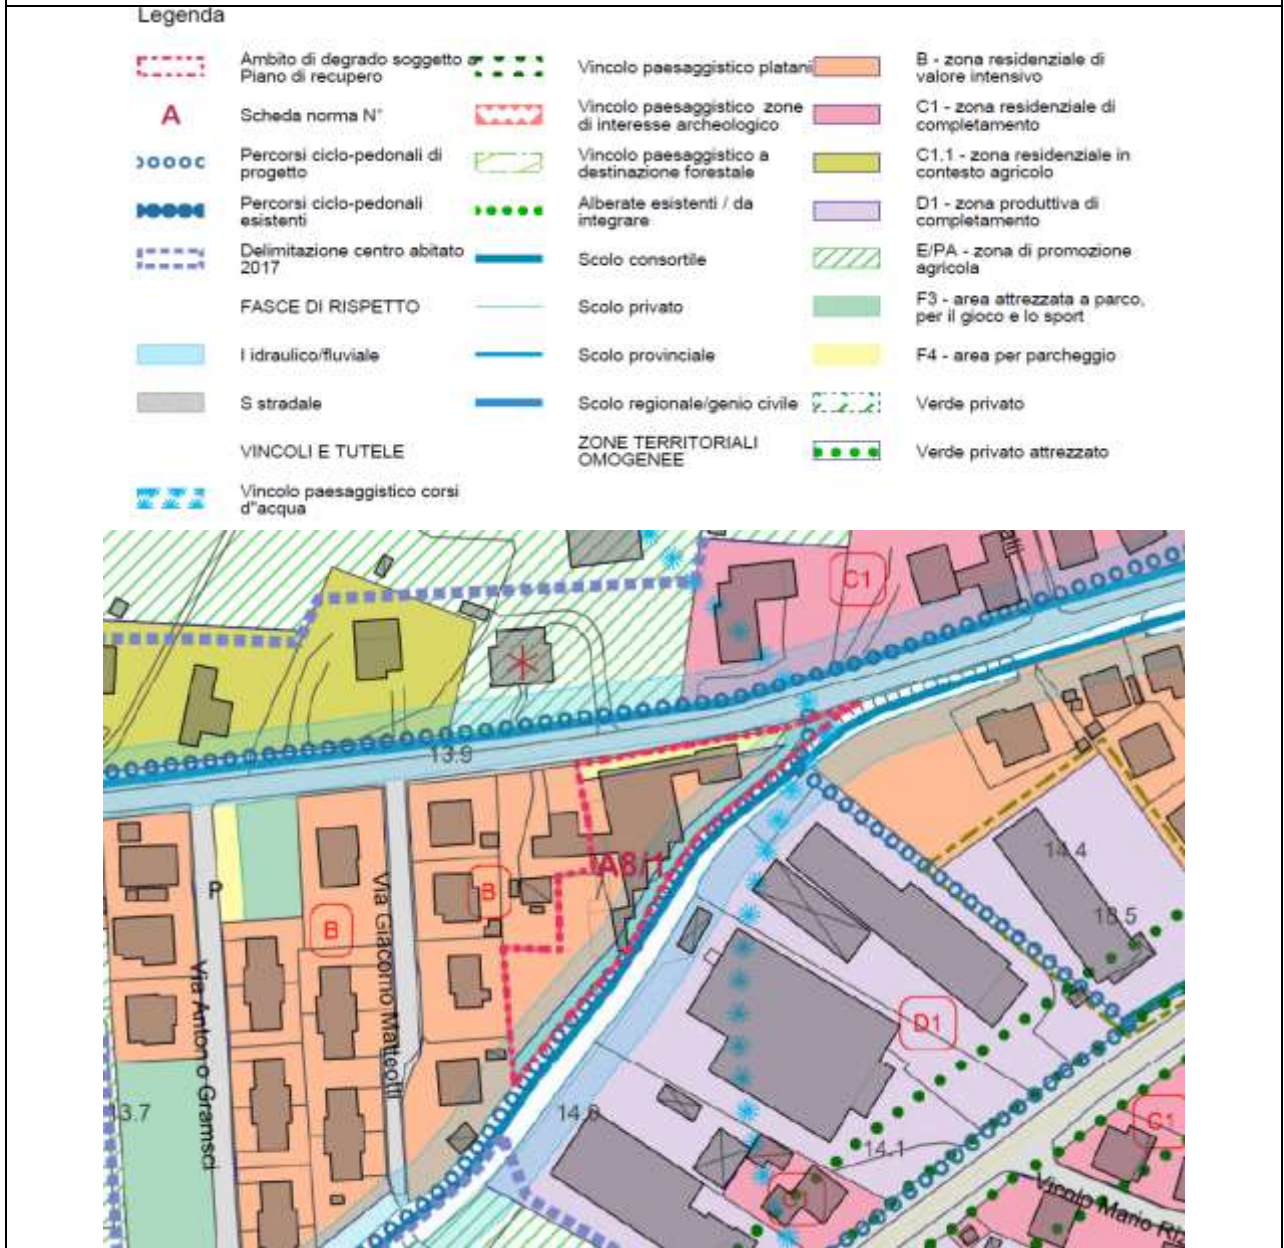 Legenda
Ambito di degrado soggetto a
Piano di recupero
A
Scheda norma N°
Percorsi ciclo-pedonali di
progetto
Percorsi ciclo-pedonali
esistenti
Delimitazione centro abitato
2017
FASCE DI RISPETTO
I idraulico/fluviale
S stradale
VINCOLI E TUTELE
Vincolo paesaggistico corsi
d"acqua
Vincolo paesaggistico platani
Vincolo paesaggistico zone
di interesse archeologico
Vincolo paesaggistico a
destinazione forestale
Alberate esistenti / da
integrare
Scolo consortile
Scolo privato
Scolo provinciale
Scolo regionale/genio civile
ZONE TERRITORIALI
OMOGENEE
B - zona residenziale di
valore intensivo
C1 - zona residenziale di
completamento
C1.1 - zona residenziale in
contesto agricolo
D1 - zona produttiva di
completamento
E/PA - zona di promozione
agricola
F3 - area attrezzata a parco,
per il gioco e lo sport
F4 - area per parcheggio
Verde privato
Verde privato attrezzato
C1
13.9
A8/1
14.4
18.5
P
B
B
Via Giacomo Matteotti
Via Anton o Gramsci
D1
13.7
14.1
C1
Vicolo Mario